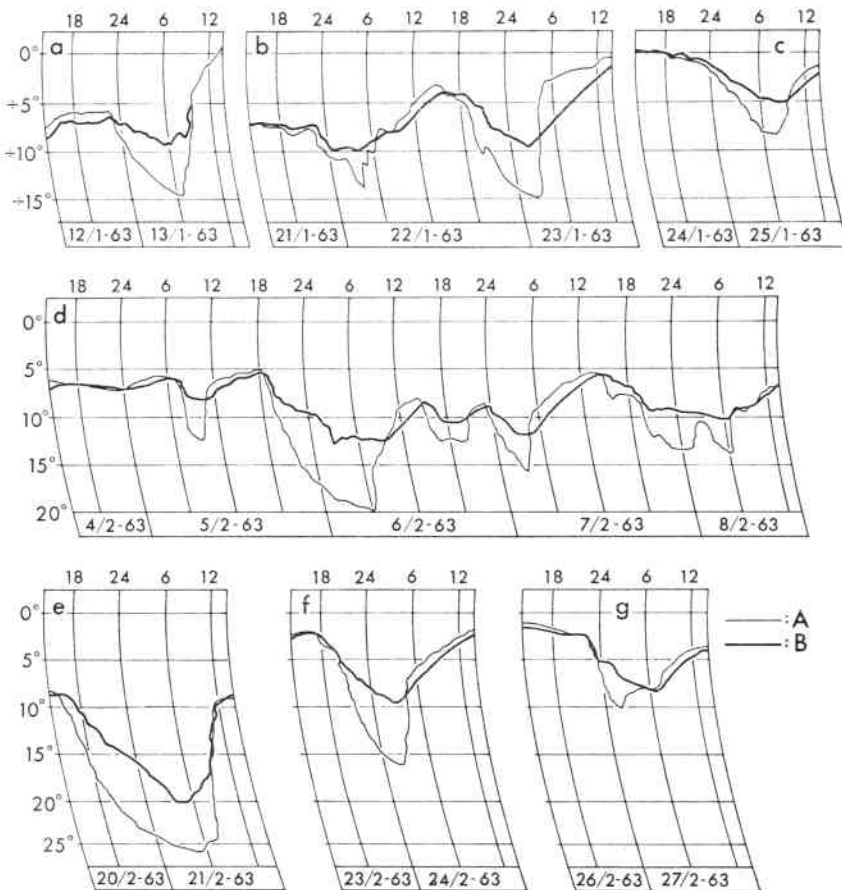 18 24 6 12
18 24 6 12 18 24 6 12
18 24 6 12
a
b
c
0°
÷5°
÷10°
÷15°
12/1-63 13/1-63
21/1-63 22/1-63 23/1-63
24/1-63 25/1-63
18 24 6 12 18 24 6 12 18 24 6 12 18 24 6 12
d
0°
5°
10°
15°
20°
4/2-63 5/2-63 6/2-63 7/2-63 8/2-63
18 24 6 12
18 24 6 12
24 6 12
e
f
g
0°
5°
10°
15°
20°
25°
:A
:B
20/2-63 21/2-63
23/2-63 24/2-63
26/2-63 27/2-63